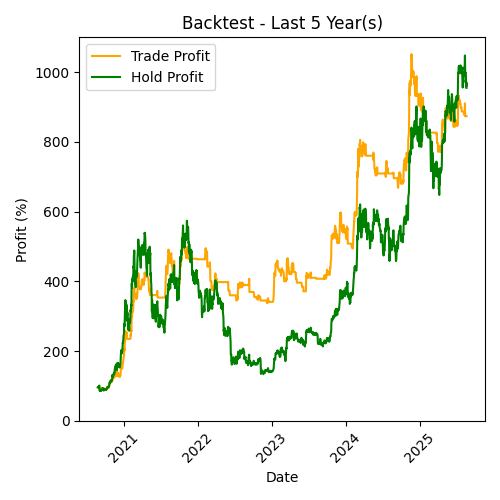 Backtest - Last 5 Year(s)
Trade Profit
Hold Profit
Profit (%)
1000
800
600
400
200
0
2021
2022
2023
2024
2025
Date